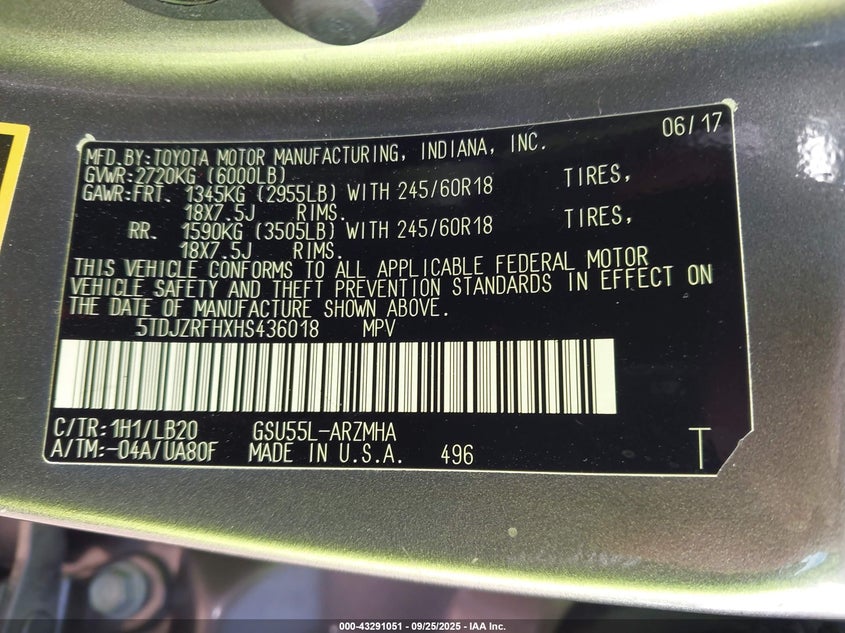 06/17
MFD.BY:TOYOTA MOTOR MANUFACTURING, INDIANA, INC.
GVWR:2720KG (6000LB)
GAWR:FRT. 1345KG (2955LB) WITH 245/60R18 TIRES,
18X7.5J RIMS.
RR. 1590KG (3505LB) WITH 245/60R18 TIRES,
18X7.5J RIMS.
THIS VEHICLE CONFORMS TO ALL APPLICABLE FEDERAL MOTOR
VEHICLE SAFETY AND THEFT PREVENTION STANDARDS IN EFFECT ON
THE DATE OF MANUFACTURE SHOWN ABOVE.
5TDJZRFHXHS436018 MPV
C/TR:1H1/LB20 GSU55L-ARZMHA
A/TM:-04A/UA80F MADE IN U.S.A. 496 T
000-43291051 - 09/25/2025 - IAA Inc.